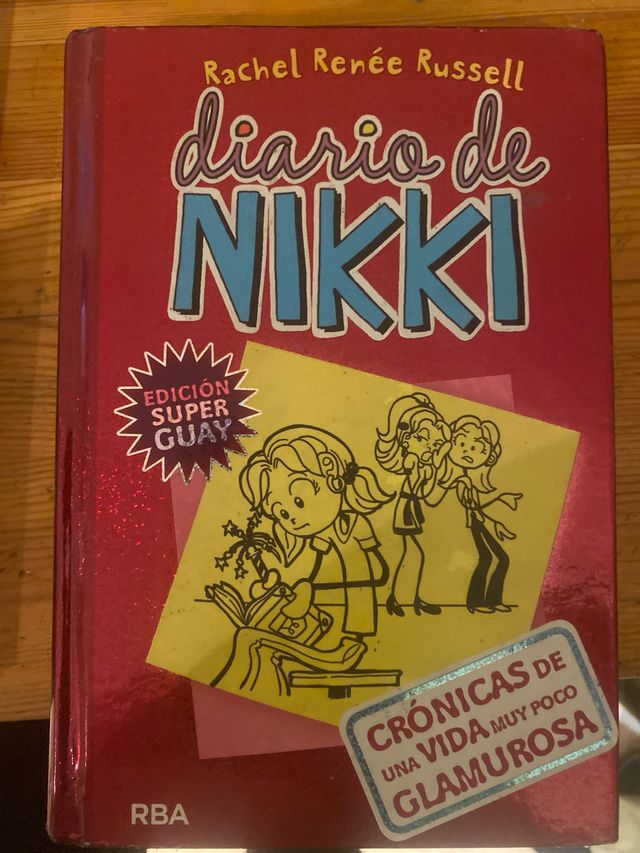 Rachel Renée Russell
diario de
NIKKI
EDICIÓN
SUPER
GUAY
CRÓNICAS DE
UNA VIDA MUY POCO
GLAMUROSA
RBA